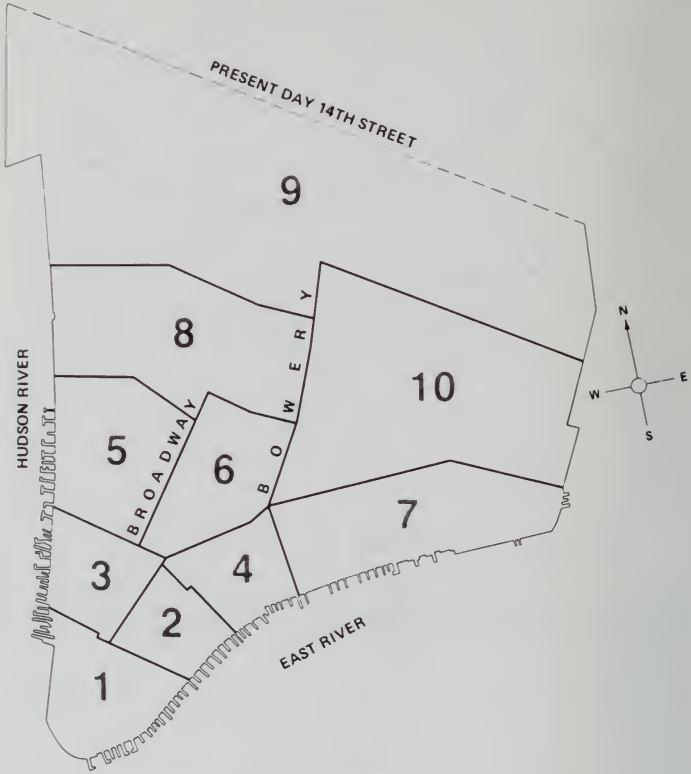 PRESENT DAY 14TH STREET
9
8
BOWERY
N
W
E
S
10
HUDSON RIVER
5
BROADWAY
6
7
3
4
2
EAST RIVER
1